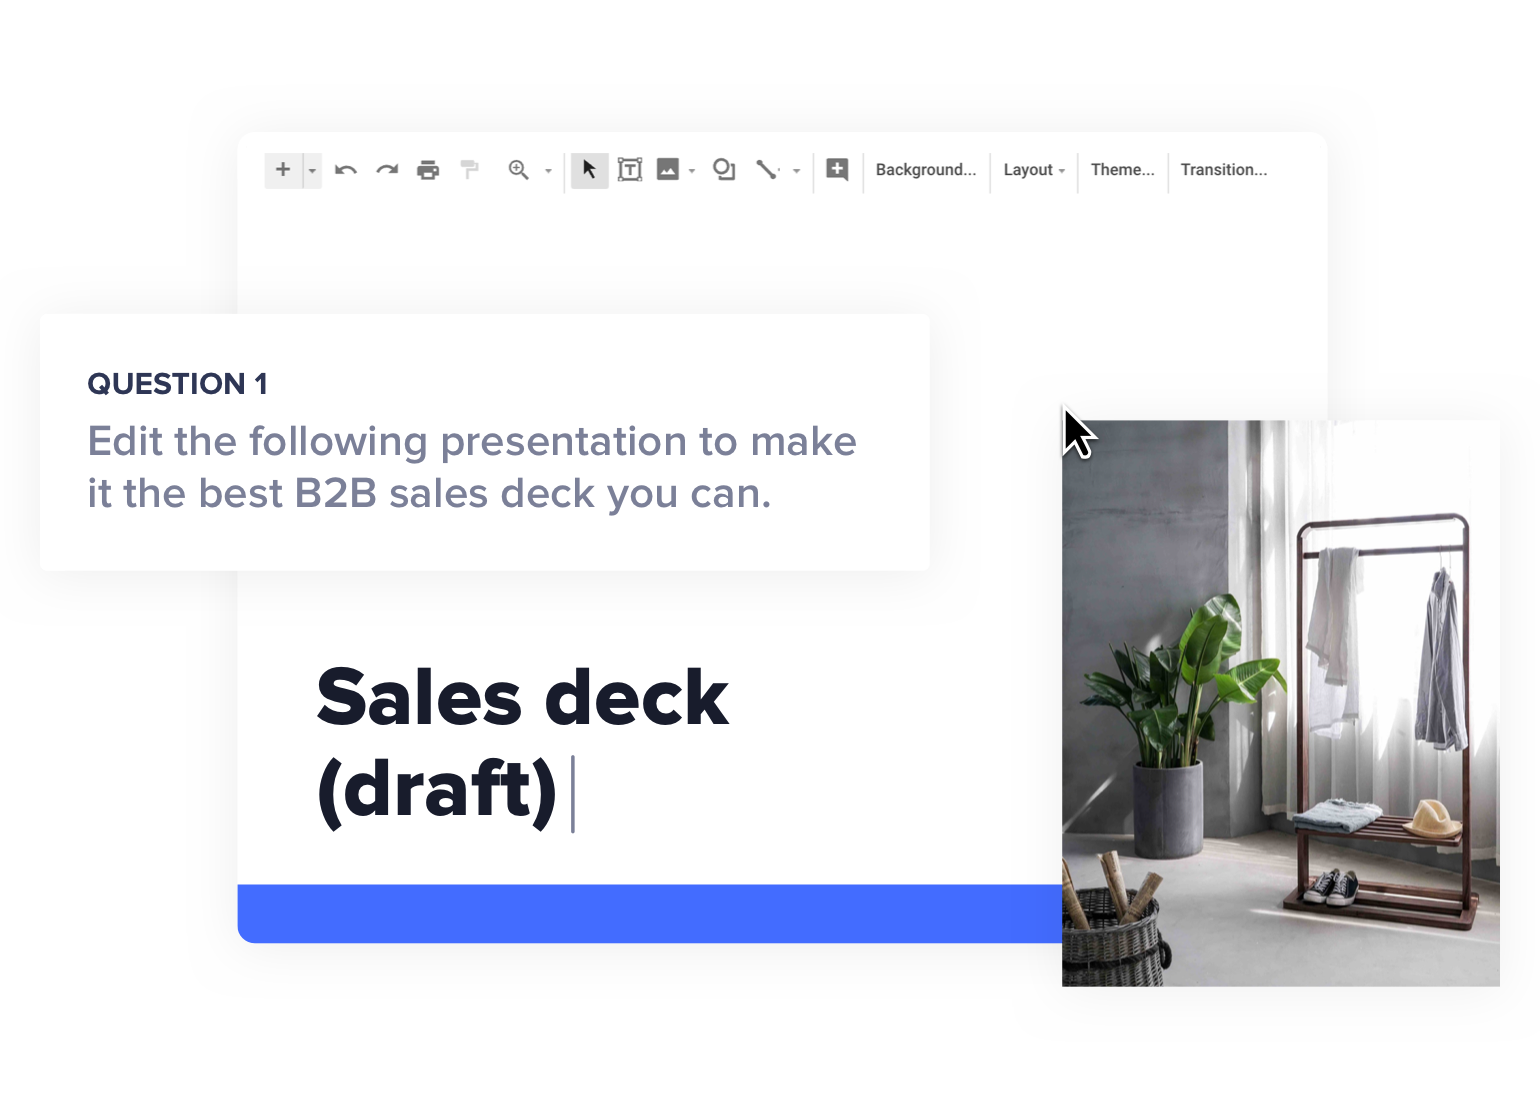 Background... Layout Theme... Transition...
QUESTION 1
Edit the following presentation to make
it the best B2B sales deck you can.
Sales deck
(draft)